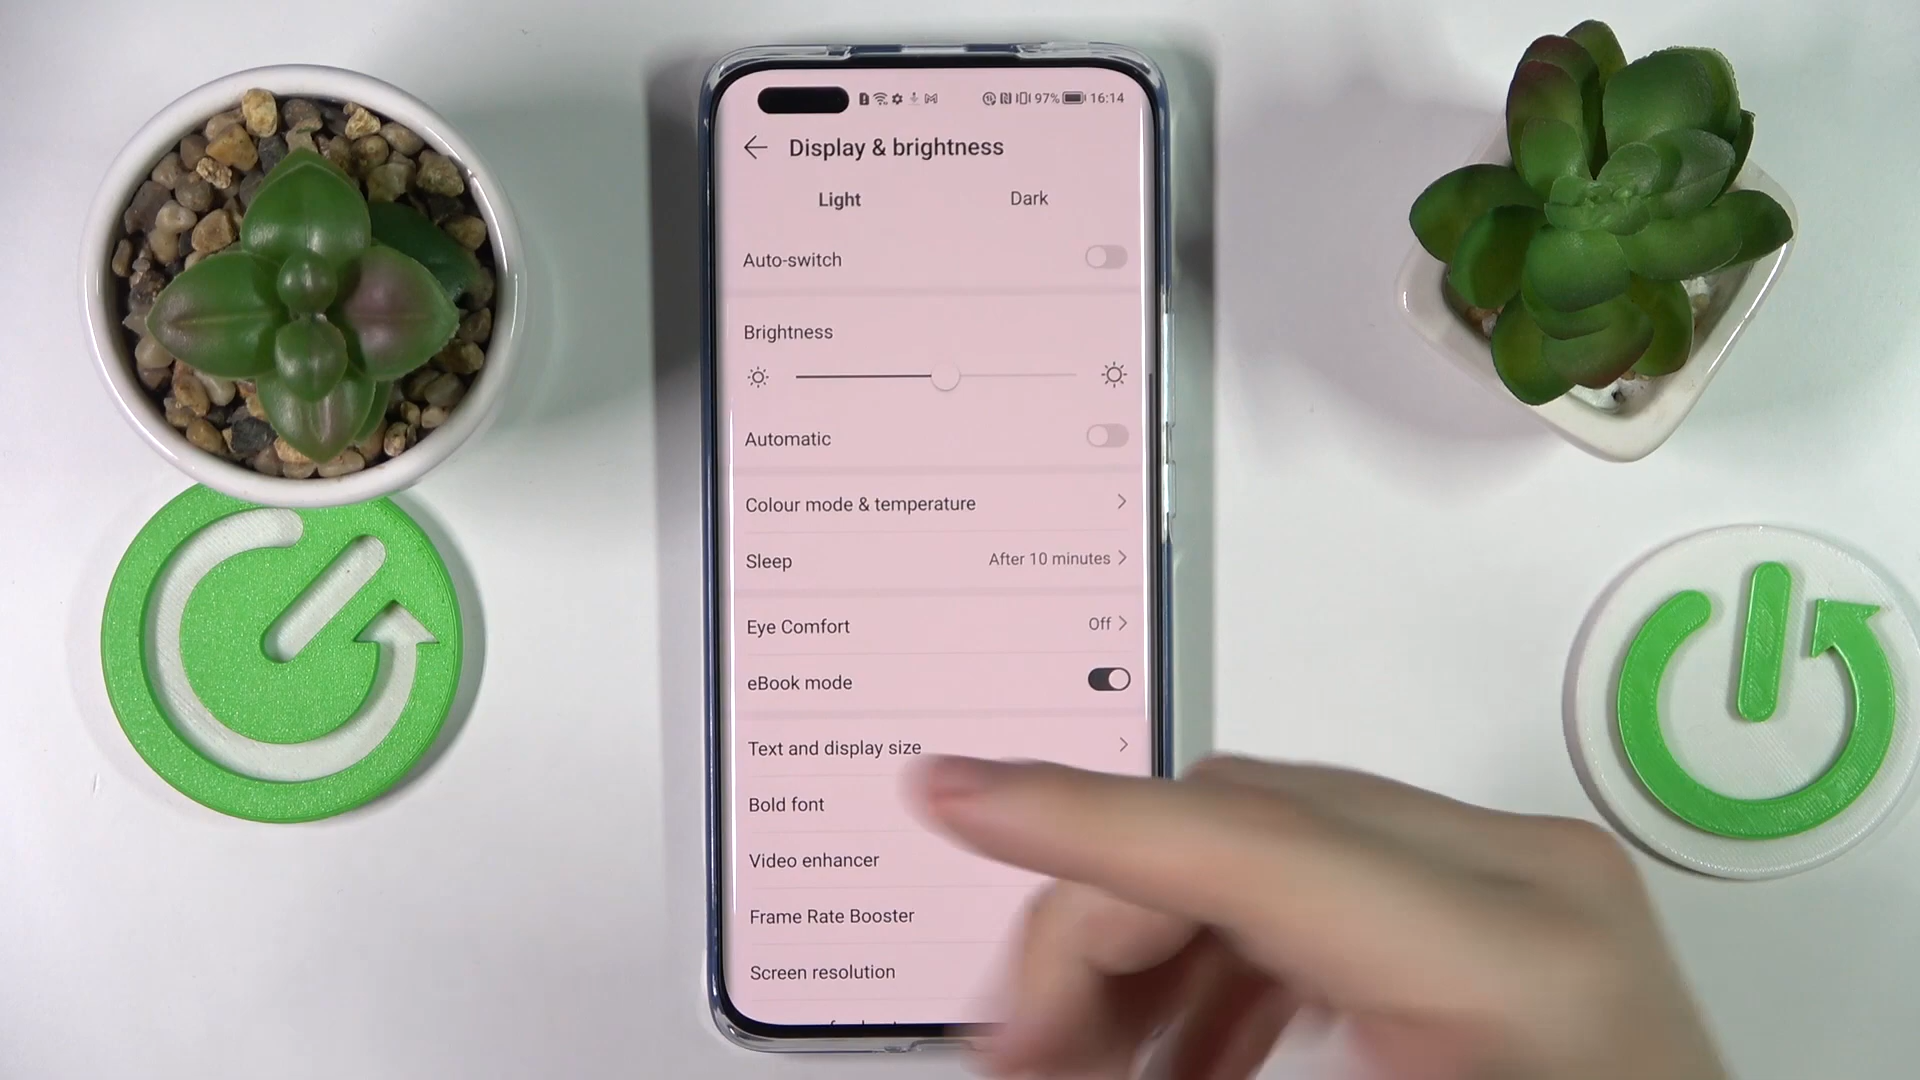 97% 16:14
Display & brightness
Light Dark
Auto-switch
Brightness
Automatic
Colour mode & temperature
Sleep After 10 minutes
Eye Comfort Off
eBook mode
Text and display size
Bold font
Video enhancer
Frame Rate Booster
Screen resolution